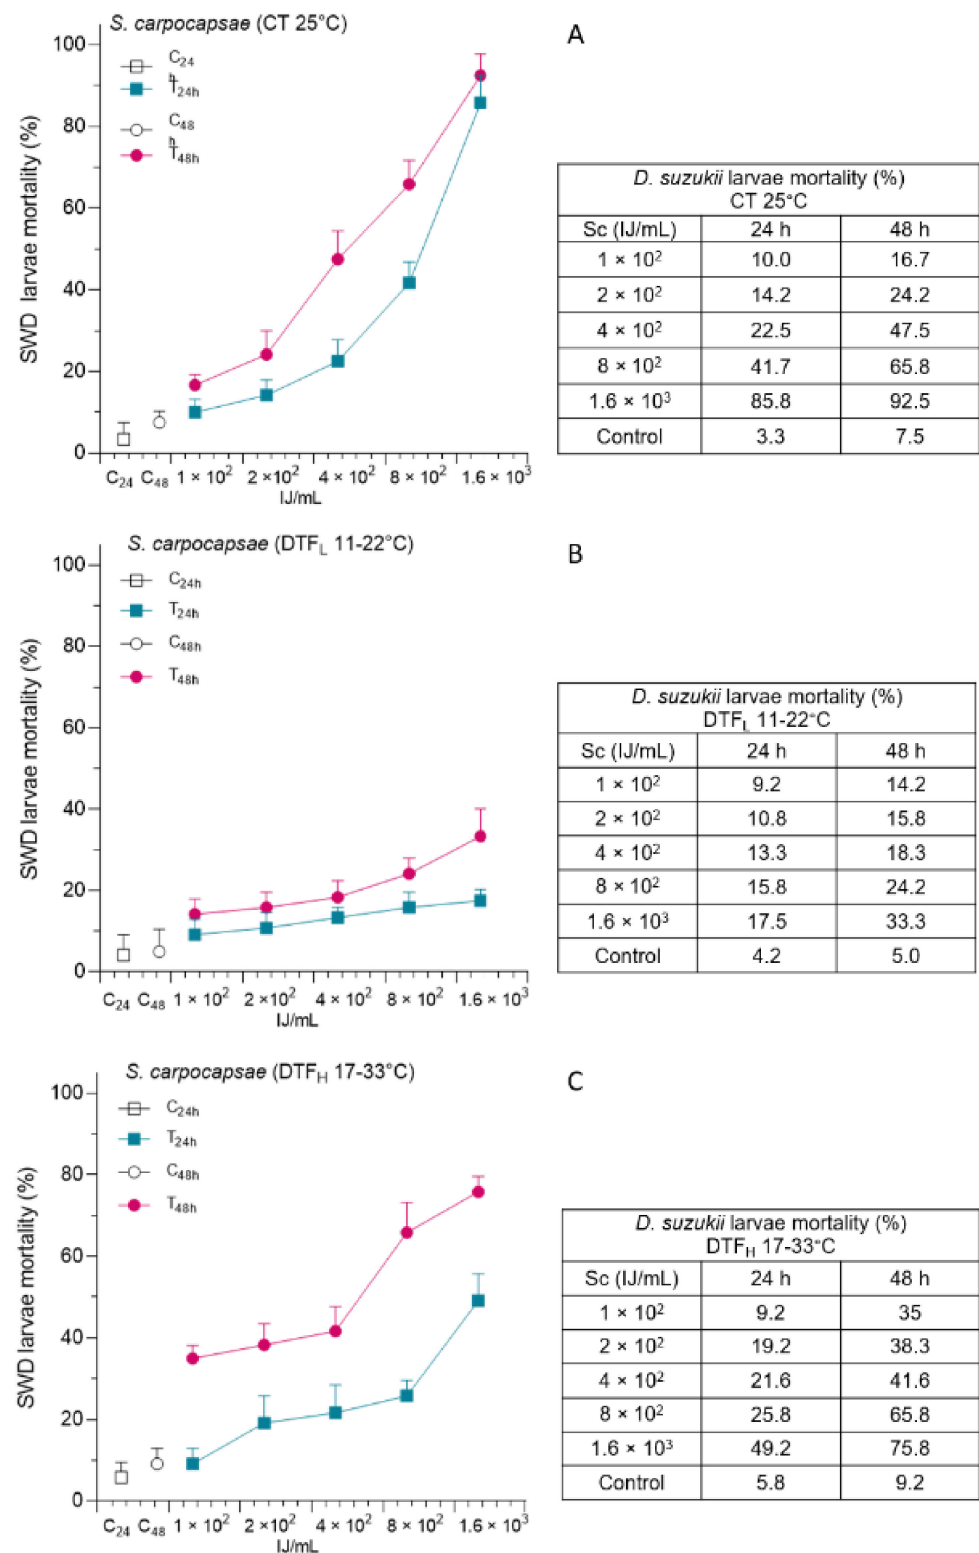 S. carpocapsae (CT 25°C)
A
100
80
60
40
20
0
SWD larvae mortality (%)
C24
h
T24h
C48
h
T48h
C24 C48 1 × 10² 2×10² 4 × 10² 8 × 10² 1.6 × 10³
IJ/mL
D. suzukii larvae mortality (%)
CT 25°C
Sc (IJ/mL) 24 h 48 h
1 × 10² 10.0 16.7
2 × 10² 14.2 24.2
4 × 10² 22.5 47.5
8 × 10² 41.7 65.8
1.6 × 10³ 85.8 92.5
Control 3.3 7.5
S. carpocapsae (DTFL 11-22°C)
B
100
80
60
40
20
0
SWD larvae mortality (%)
C24h
T24h
C48h
T48h
C24 C48 1 × 10² 2×10² 4 × 10² 8 × 10² 1.6 × 10³
IJ/mL
D. suzukii larvae mortality (%)
DTFL 11-22°C
Sc (IJ/mL) 24 h 48 h
1 × 10² 9.2 14.2
2 × 10² 10.8 15.8
4 × 10² 13.3 18.3
8 × 10² 15.8 24.2
1.6 × 10³ 17.5 33.3
Control 4.2 5.0
S. carpocapsae (DTFH 17-33°C)
C
100
80
60
40
20
0
SWD larvae mortality (%)
C24h
T24h
C48h
T48h
C24 C48 1 × 10² 2×10² 4 × 10² 8 × 10² 1.6 × 10³
IJ/mL
D. suzukii larvae mortality (%)
DTFH 17-33°C
Sc (IJ/mL) 24 h 48 h
1 × 10² 9.2 35
2 × 10² 19.2 38.3
4 × 10² 21.6 41.6
8 × 10² 25.8 65.8
1.6 × 10³ 49.2 75.8
Control 5.8 9.2